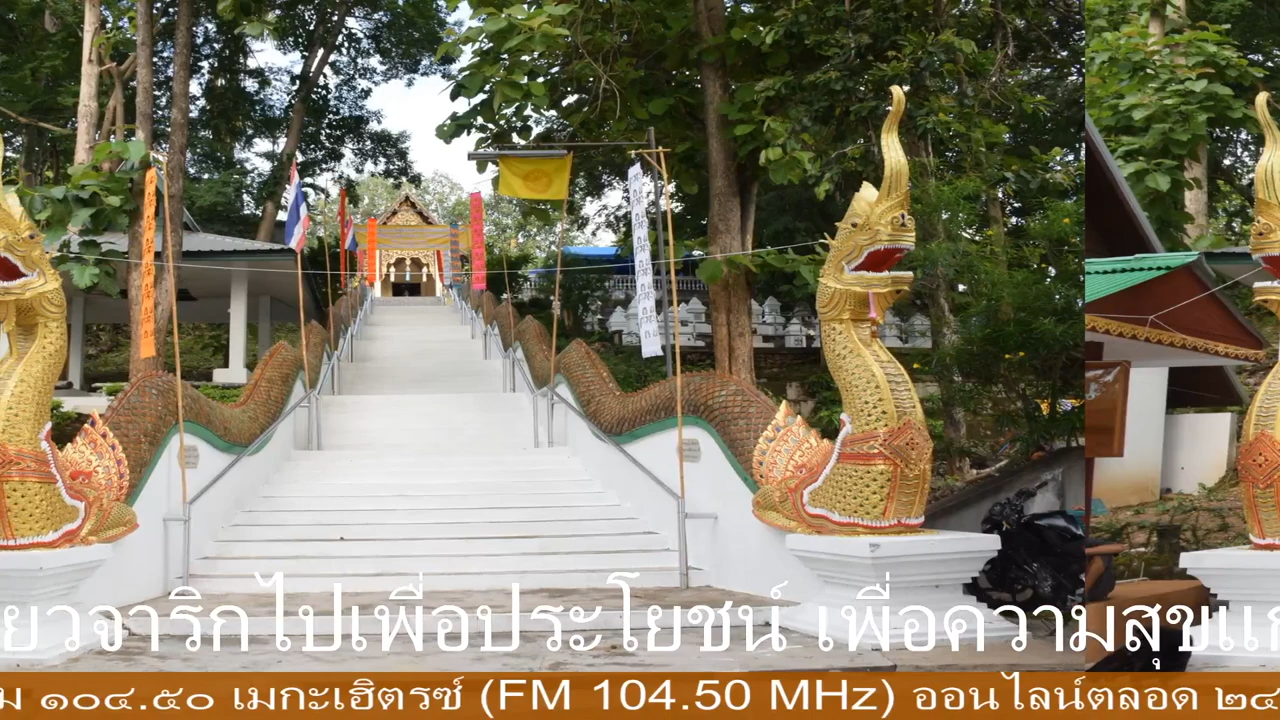 ยวจาริกไปเพื่อประโยชน์ เพื่อความสุขแก
ม ๑๐๔.๕๐ เมกะเฮิตรซ์ (FM 104.50 MHz) ออนไลน์ตลอด ๒๔